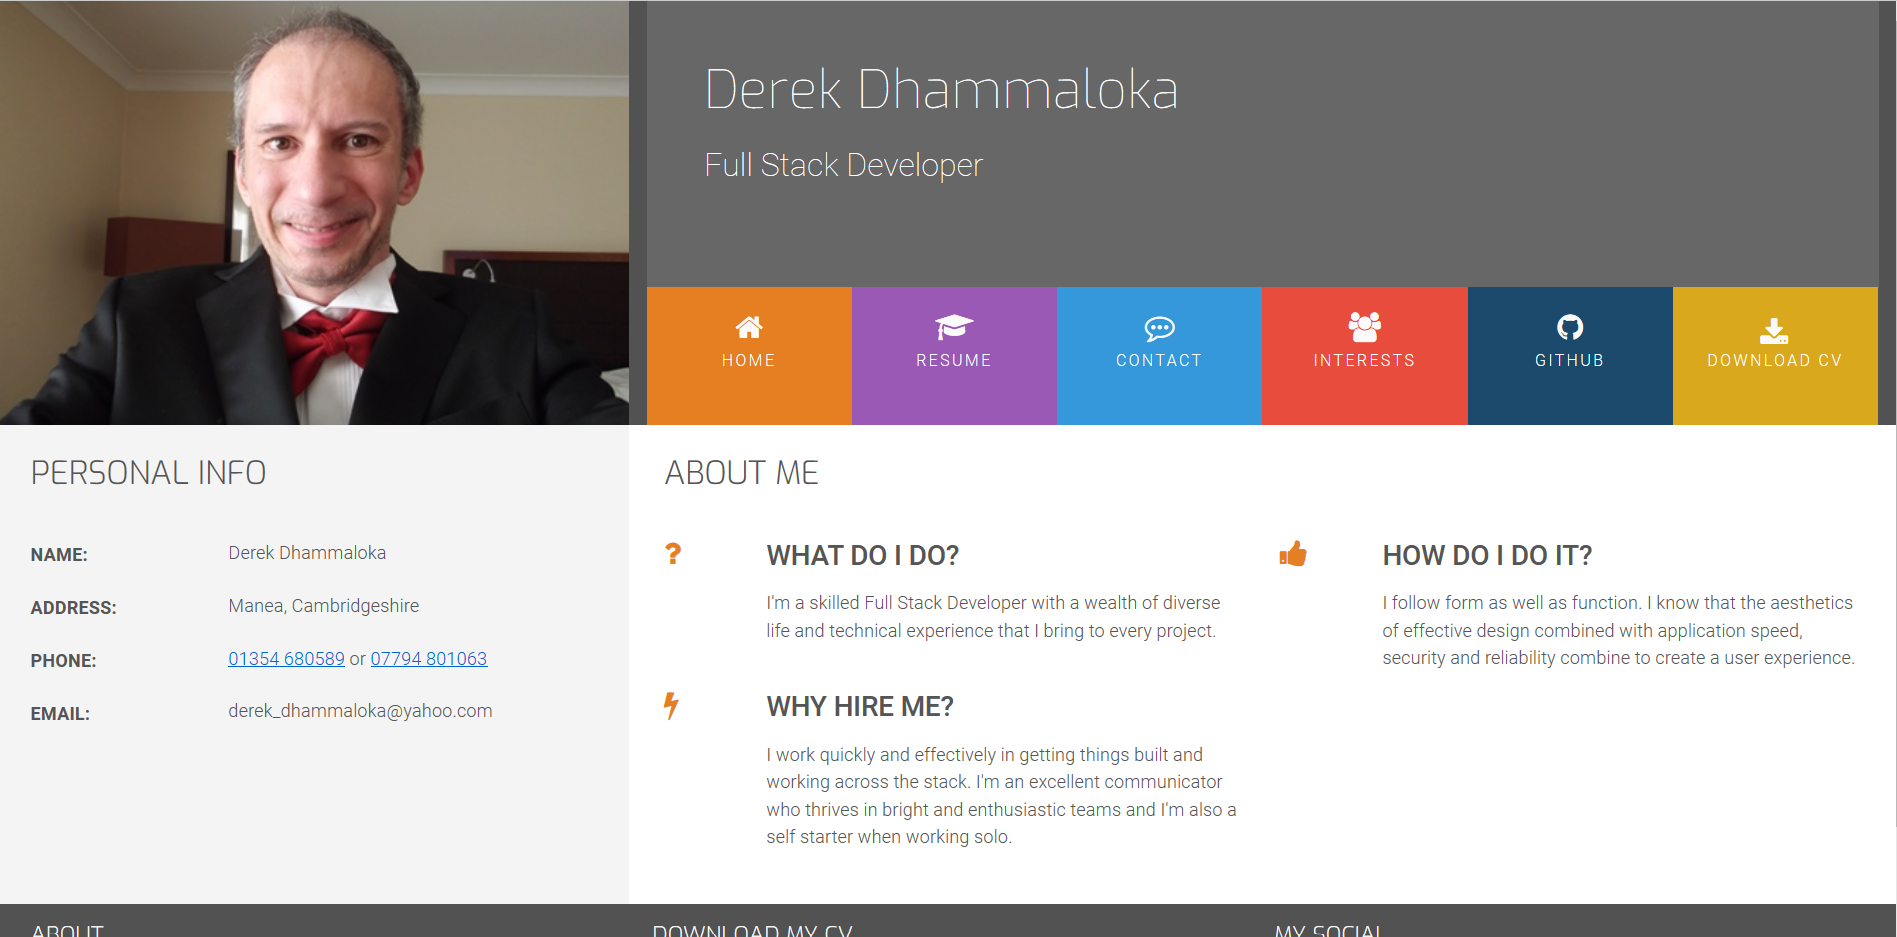 Derek Dhammaloka
Full Stack Developer
HOME
RESUME
CONTACT
INTERESTS
GITHUB
DOWNLOAD CV
PERSONAL INFO
NAME: Derek Dhammaloka
ADDRESS: Manea, Cambridgeshire
PHONE: 01354 680589 or 07794 801063
EMAIL: derek_dhammaloka@yahoo.com
ABOUT ME
WHAT DO I DO?
I'm a skilled Full Stack Developer with a wealth of diverse
life and technical experience that I bring to every project.
HOW DO I DO IT?
I follow form as well as function. I know that the aesthetics
of effective design combined with application speed,
security and reliability combine to create a user experience.
WHY HIRE ME?
I work quickly and effectively in getting things built and
working across the stack. I'm an excellent communicator
who thrives in bright and enthusiastic teams and I'm also a
self starter when working solo.
ABOUT
DOWNLOAD MY CV
MY SOCIAL